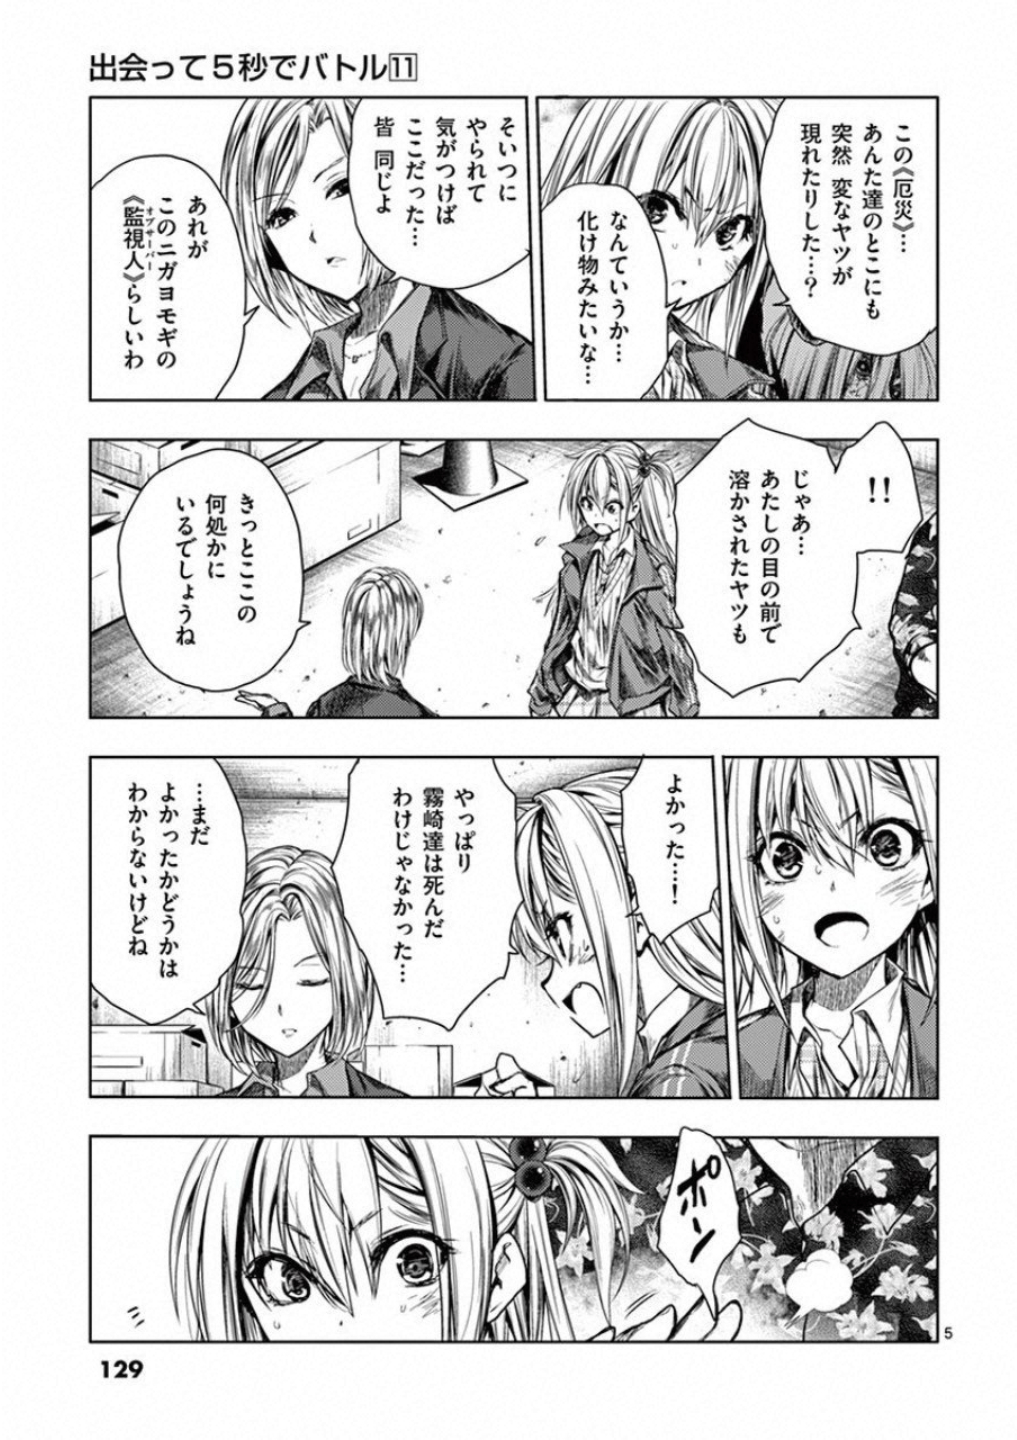 出会って5秒でバトル11
この《厄災》…
あんた達のとこにも
突然 変なヤツが
現れたりした…?
なんていうか…
化け物みたいな…
そいつに
やられて
気がつけば
ここだった…
皆 同じよ
あれが
このニガヨモギの
《監視人》らしいわ
オブザーバー
!!
じゃあ…
あたしの目の前で
溶かされたヤツも
きっとここの
何処かに
いるでしょうね
よかった…!
やっぱり
霧崎達は死んだ
わけじゃなかった…
…まだ
よかったかどうかは
わからないけどね
ポン
5
129